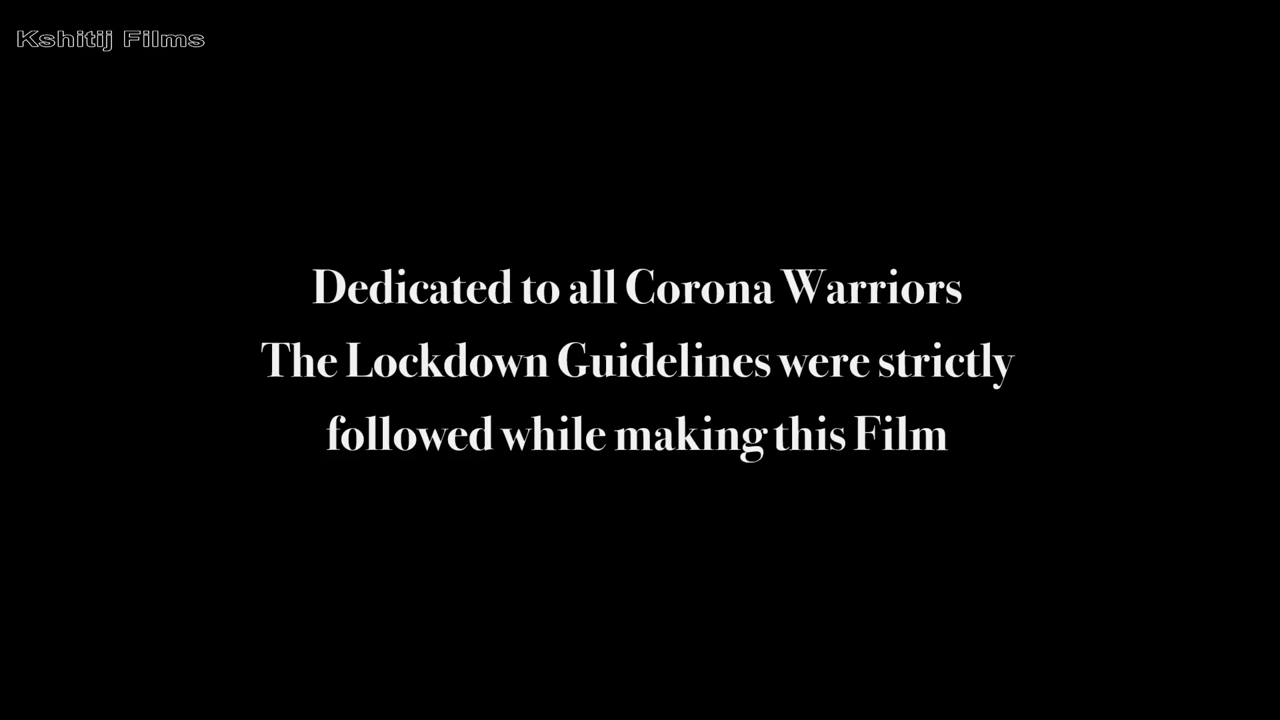 Kshitij Films
Dedicated to all Corona Warriors
The Lockdown Guidelines were strictly
followed while making this Film